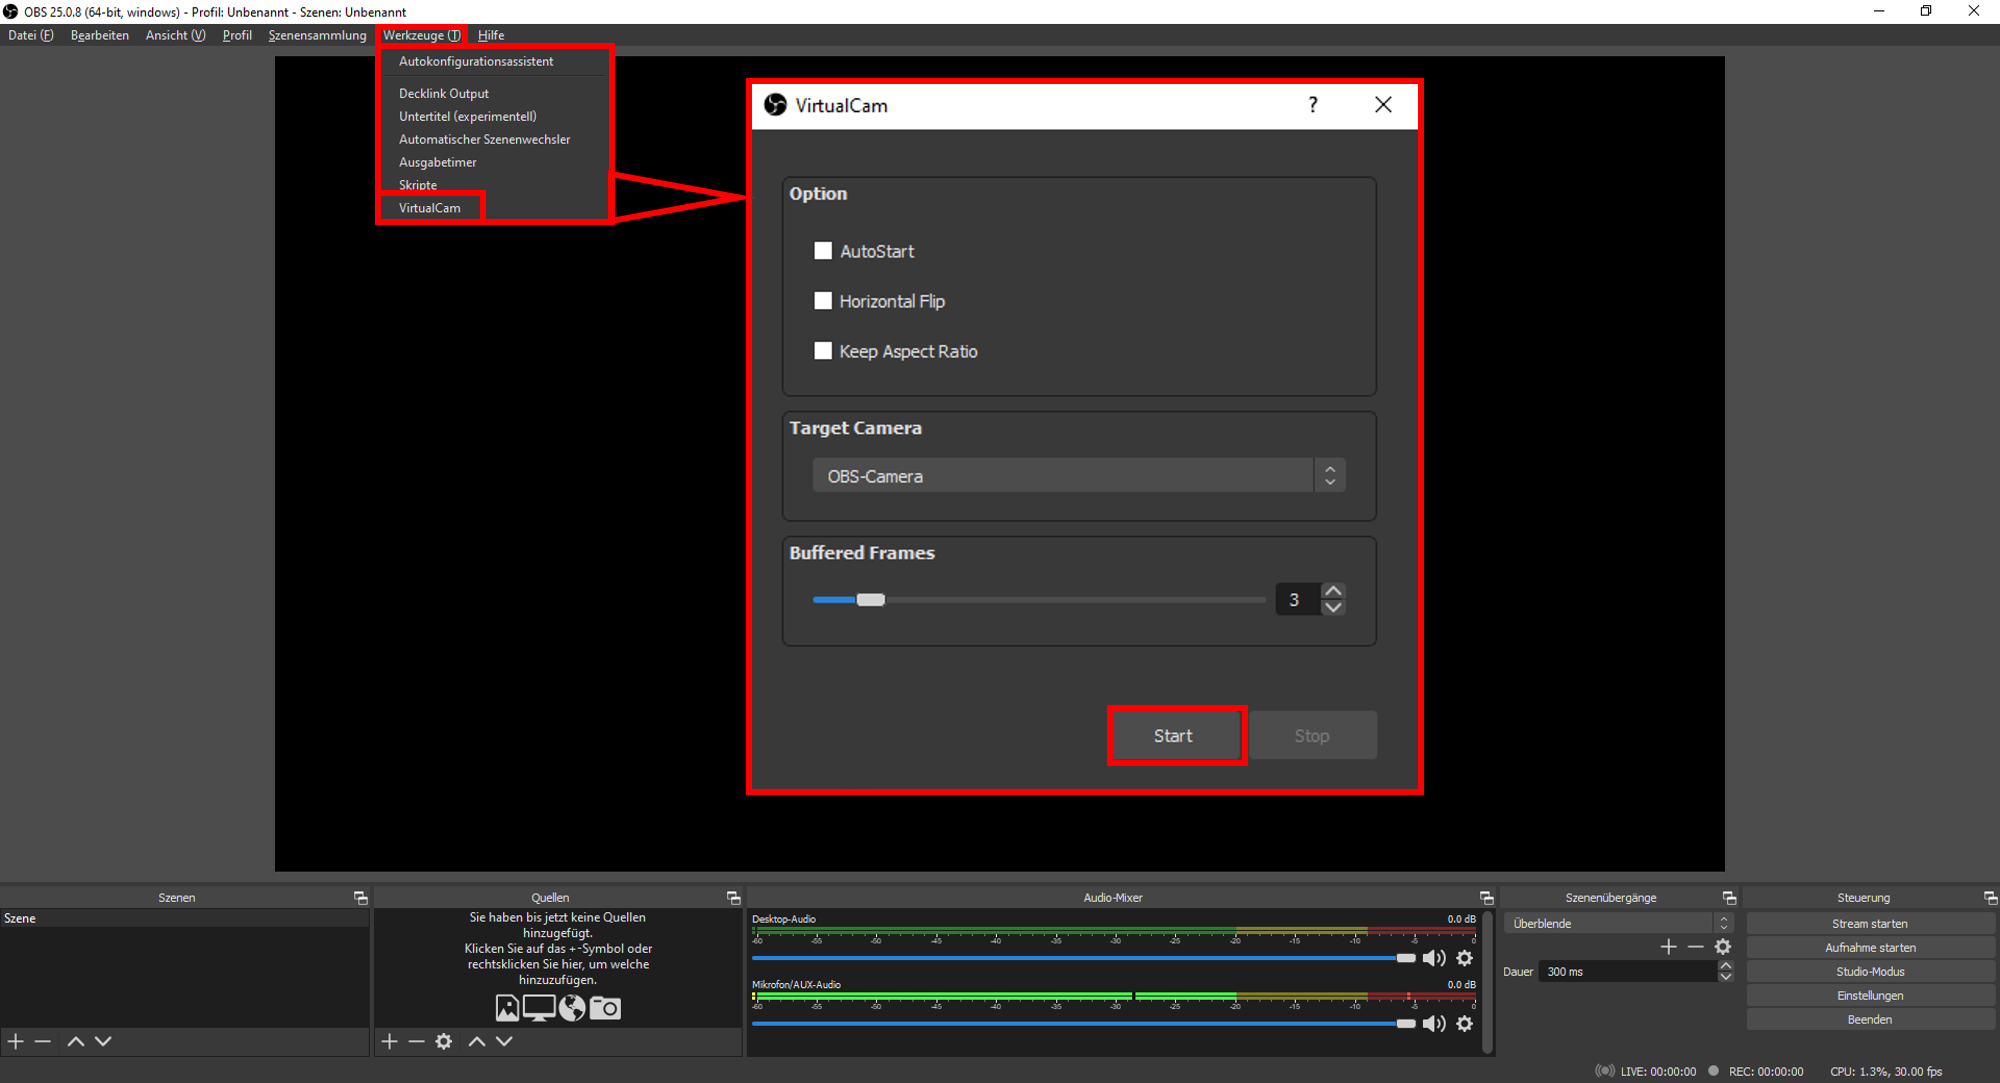 OBS 25.0.8 (64-bit, windows) - Profil: Unbenannt - Szenen: Unbenannt
Datei (F) Bearbeiten Ansicht (V) Profil Szenensammlung Werkzeuge (T) Hilfe
Autokonfigurationsassistent
Decklink Output
Untertitel (experimentell)
Automatischer Szenenwechsler
Ausgabetimer
Skripte
VirtualCam
VirtualCam ?
Option
AutoStart
Horizontal Flip
Keep Aspect Ratio
Target Camera
OBS-Camera
Buffered Frames
3
Start Stop
Szenen
Szene
Quellen
Sie haben bis jetzt keine Quellen
hinzugefügt.
Klicken Sie auf das +-Symbol oder
rechtsklicken Sie hier, um welche
hinzuzufügen.
Audio-Mixer
Desktop-Audio 0.0 dB
-60 -55 -50 -45 -40 -35 -30 -25 -20 -15 -10 -5 0
Mikrofon/AUX-Audio 0.0 dB
-60 -55 -50 -45 -40 -35 -30 -25 -20 -15 -10 -5 0
Szenenübergänge
Überblende
Dauer 300 ms
Steuerung
Stream starten
Aufnahme starten
Studio-Modus
Einstellungen
Beenden
LIVE: 00:00:00 REC: 00:00:00 CPU: 1.3%, 30.00 fps